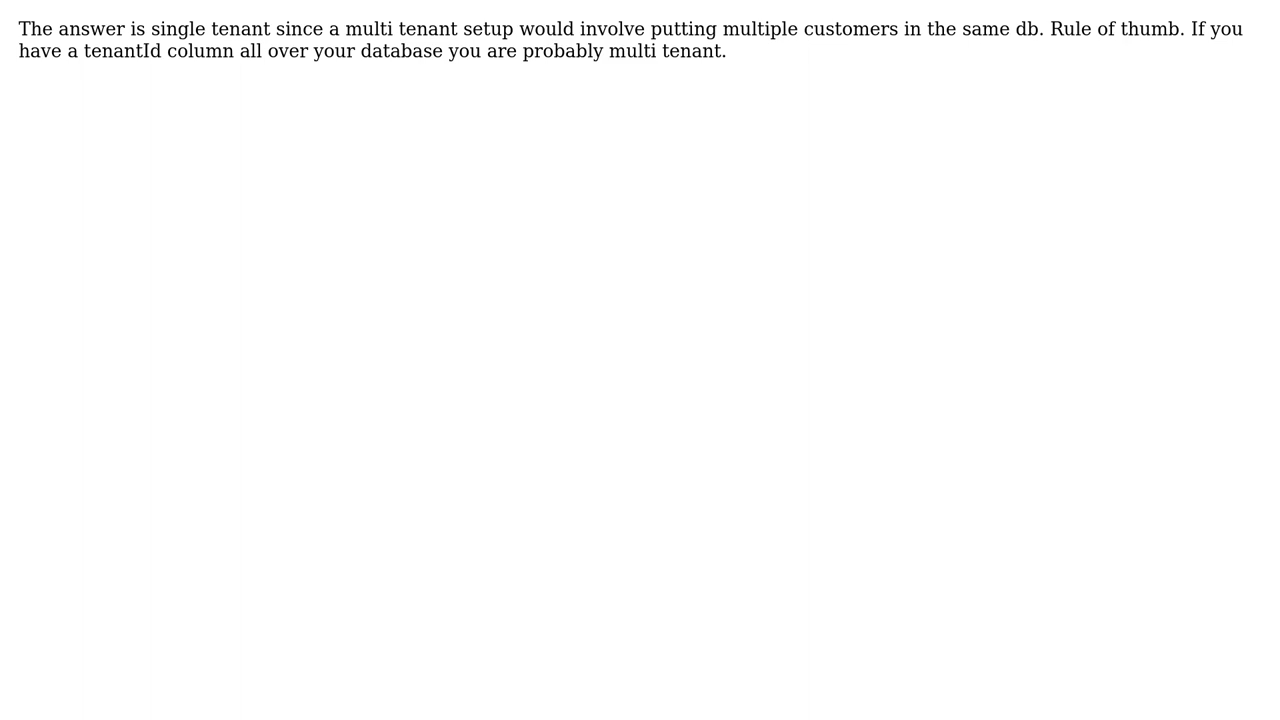 The answer is single tenant since a multi tenant setup would involve putting multiple customers in the same db. Rule of thumb. If you
have a tenantId column all over your database you are probably multi tenant.